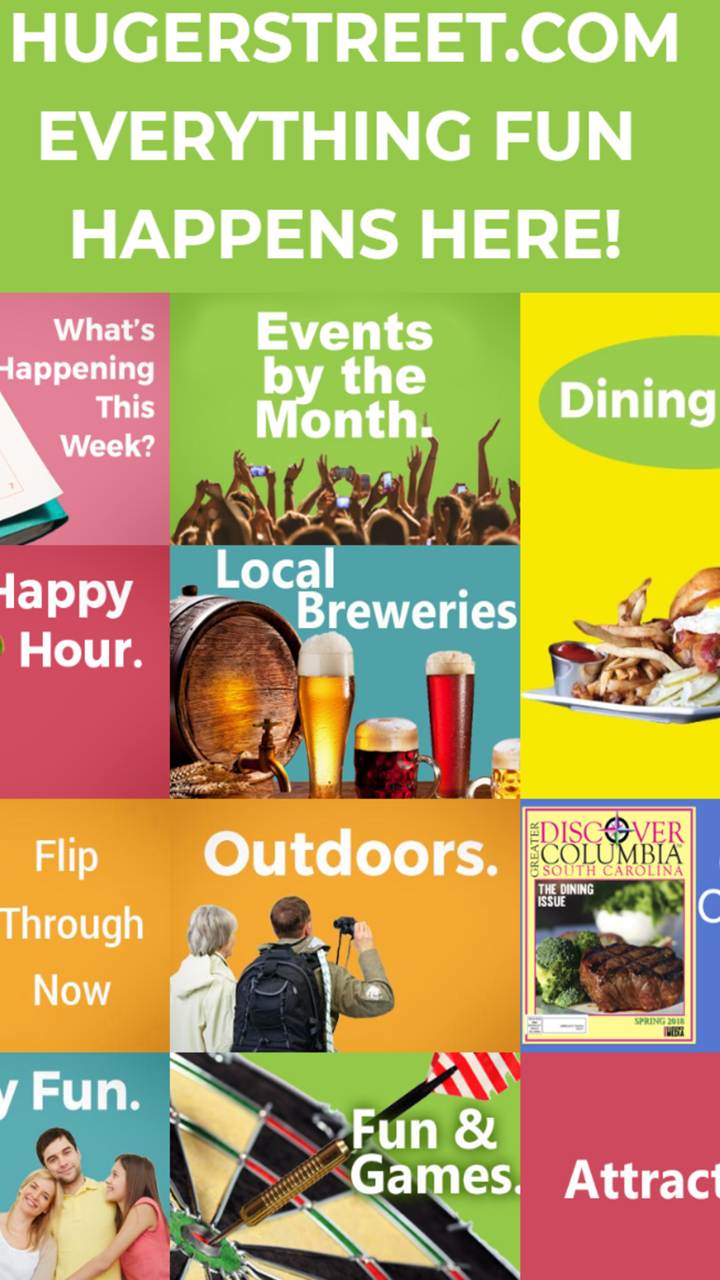 HUGERSTREET.COM
EVERYTHING FUN
HAPPENS HERE!
What's
Happening
This
Week?
Events
by the
Month.
Dining
Happy
Hour.
Local
Breweries
Flip
Through
Now
Outdoors.
GREATER
DISCOVER
COLUMBIA
SOUTH CAROLINA
THE DINING
ISSUE
SPRING 2018
C
y Fun.
Fun &
Games.
Attract